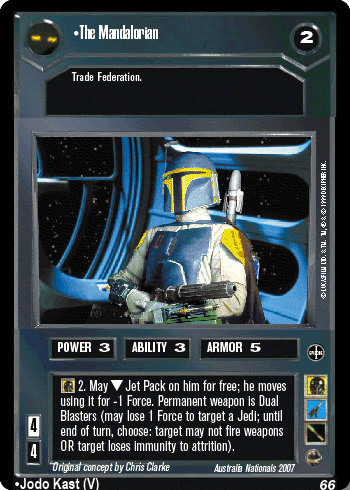 •The Mandalorian
2
Trade Federation.
POWER 3
ABILITY 3
ARMOR 5
2. May ▼ Jet Pack on him for free; he moves
using it for -1 Force. Permanent weapon is Dual
Blasters (may lose 1 Force to target a Jedi; until
end of turn, choose: target may not fire weapons
OR target loses immunity to attrition).
4
4
Original concept by Chris Clarke
Australia Nationals 2007
•Jodo Kast (V)
66